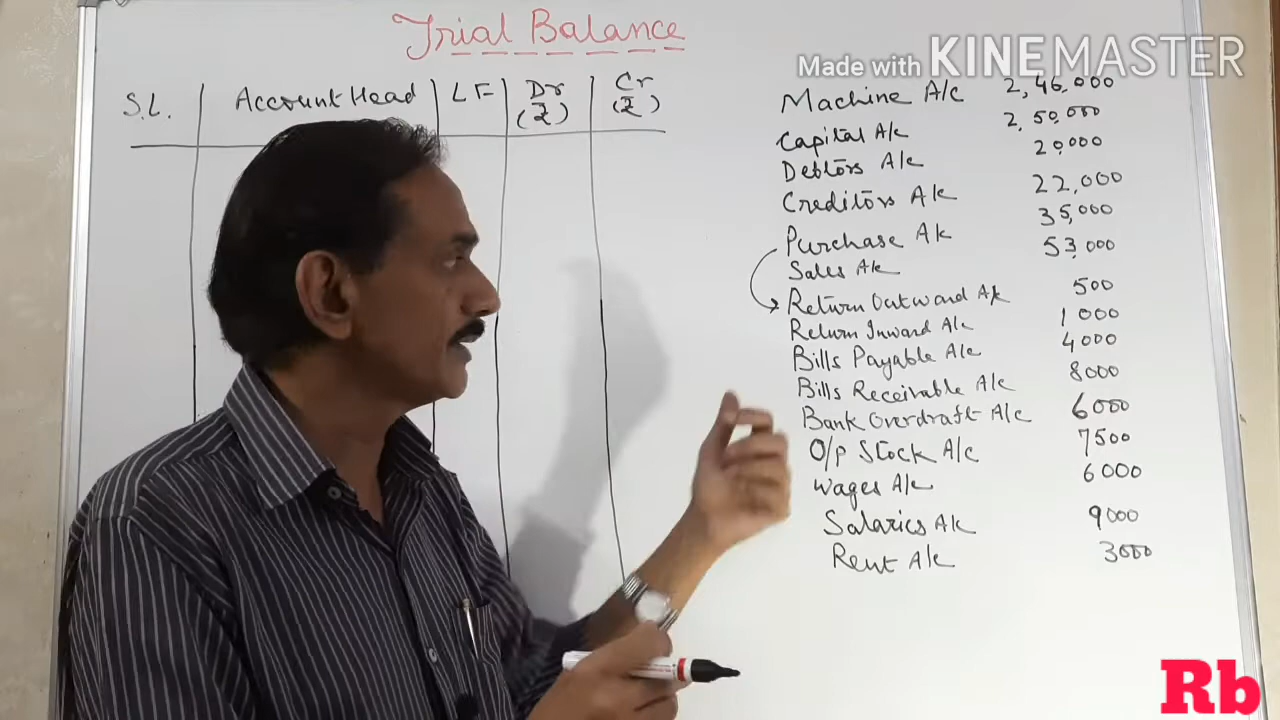 Trial Balance
Made with KINEMASTER
S.L. Account Head LF Dr (₹) Cr (₹)
Machine A/c 2,46,000
Capital A/c 2,50,000
Debtors A/c 20,000
Creditors A/c 22,000
Purchase A/c 35,000
Sales A/c 53,000
Return Outward A/c 500
Return Inward A/c 1000
Bills Payable A/c 4000
Bills Receivable A/c 8000
Bank Overdraft A/c 6000
O/p Stock A/c 7500
Wages A/c 6000
Salaries A/c 9000
Rent A/c 3000
Rb